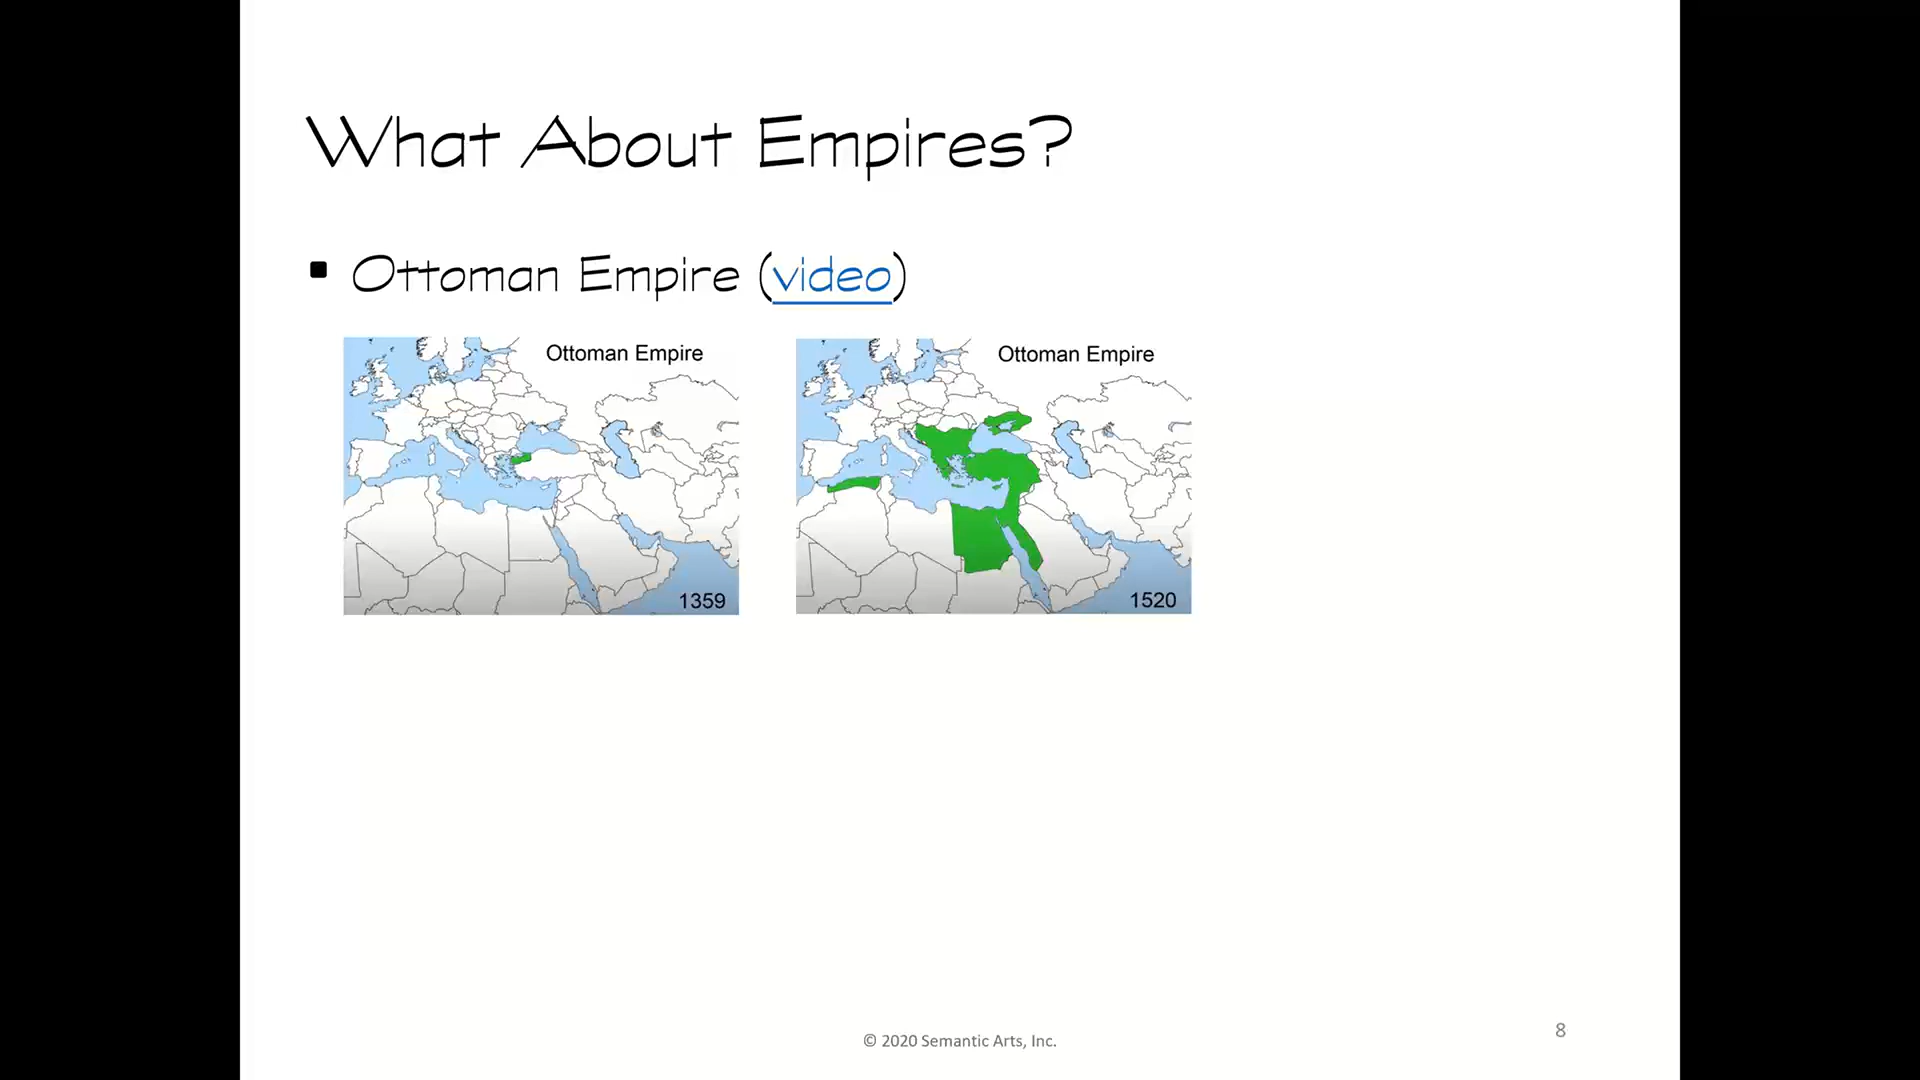 What About Empires?
▪ Ottoman Empire (video)
Ottoman Empire
1359
Ottoman Empire
1520
© 2020 Semantic Arts, Inc.
8